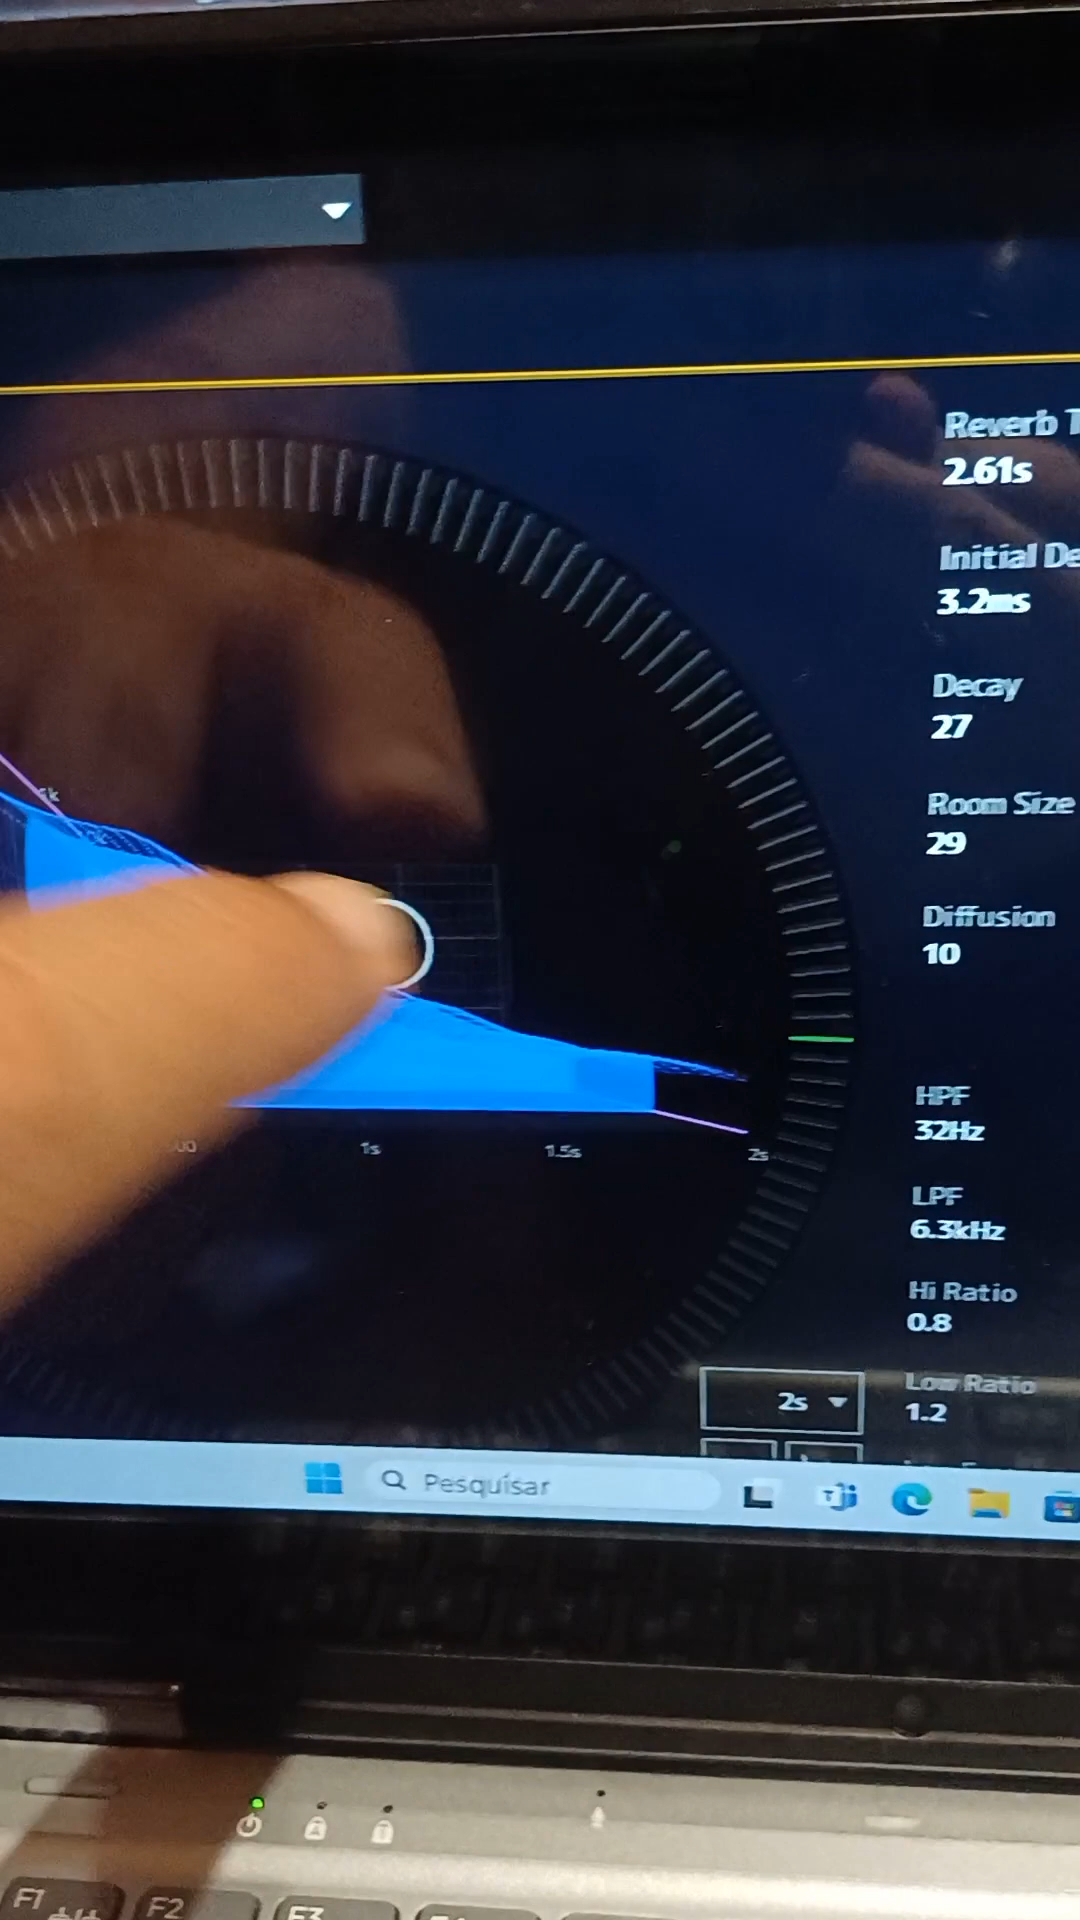 Reverb T
2.61s
Initial De
3.2ms
Decay
27
Room Size
29
Diffusion
10
1s
1.5s
2s
HPF
32Hz
LPF
6.3kHz
Hi Ratio
0.8
2s
Low Ratio
1.2
Pesquisar
F1
F2
F3